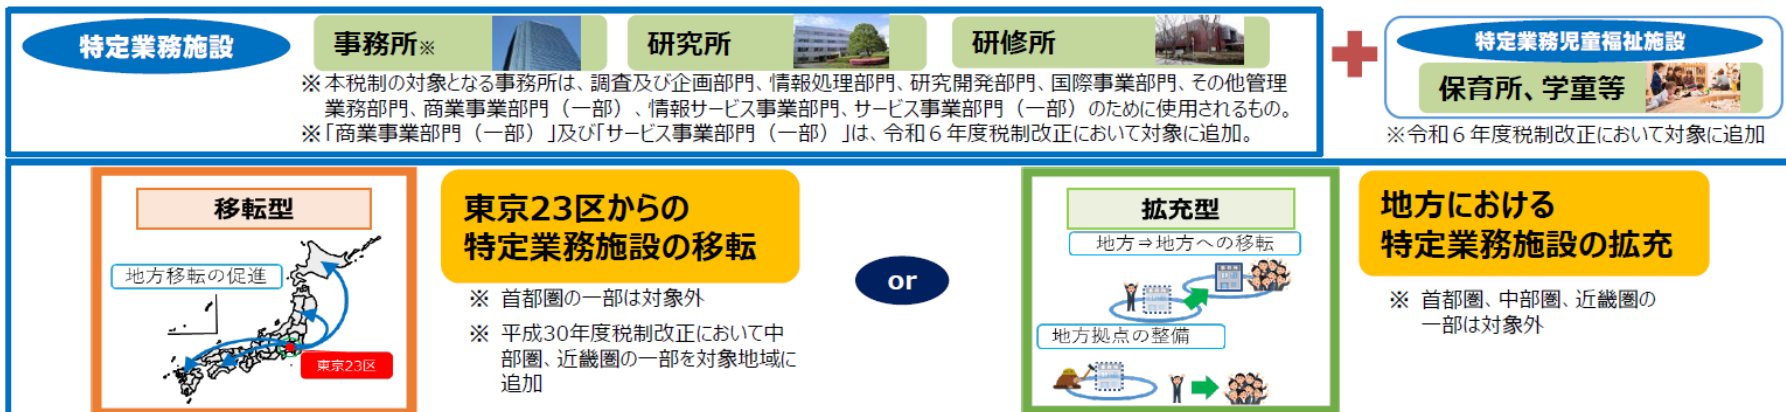 特定業務施設
事務所※
研究所
研修所
※本税制の対象となる事務所は、調査及び企画部門、情報処理部門、研究開発部門、国際事業部門、その他管理
業務部門、商業事業部門（一部）、情報サービス事業部門、サービス事業部門（一部）のために使用されるもの。
※「商業事業部門（一部）」及び「サービス事業部門（一部）」は、令和６年度税制改正において対象に追加。
特定業務児童福祉施設
保育所、学童等
※令和６年度税制改正において対象に追加
移転型
地方移転の促進
東京23区
東京23区からの
特定業務施設の移転
※ 首都圏の一部は対象外
※ 平成30年度税制改正において中
部圏、近畿圏の一部を対象地域に
追加
or
拡充型
地方⇒地方への移転
地方拠点の整備
地方における
特定業務施設の拡充
※ 首都圏、中部圏、近畿圏の
一部は対象外